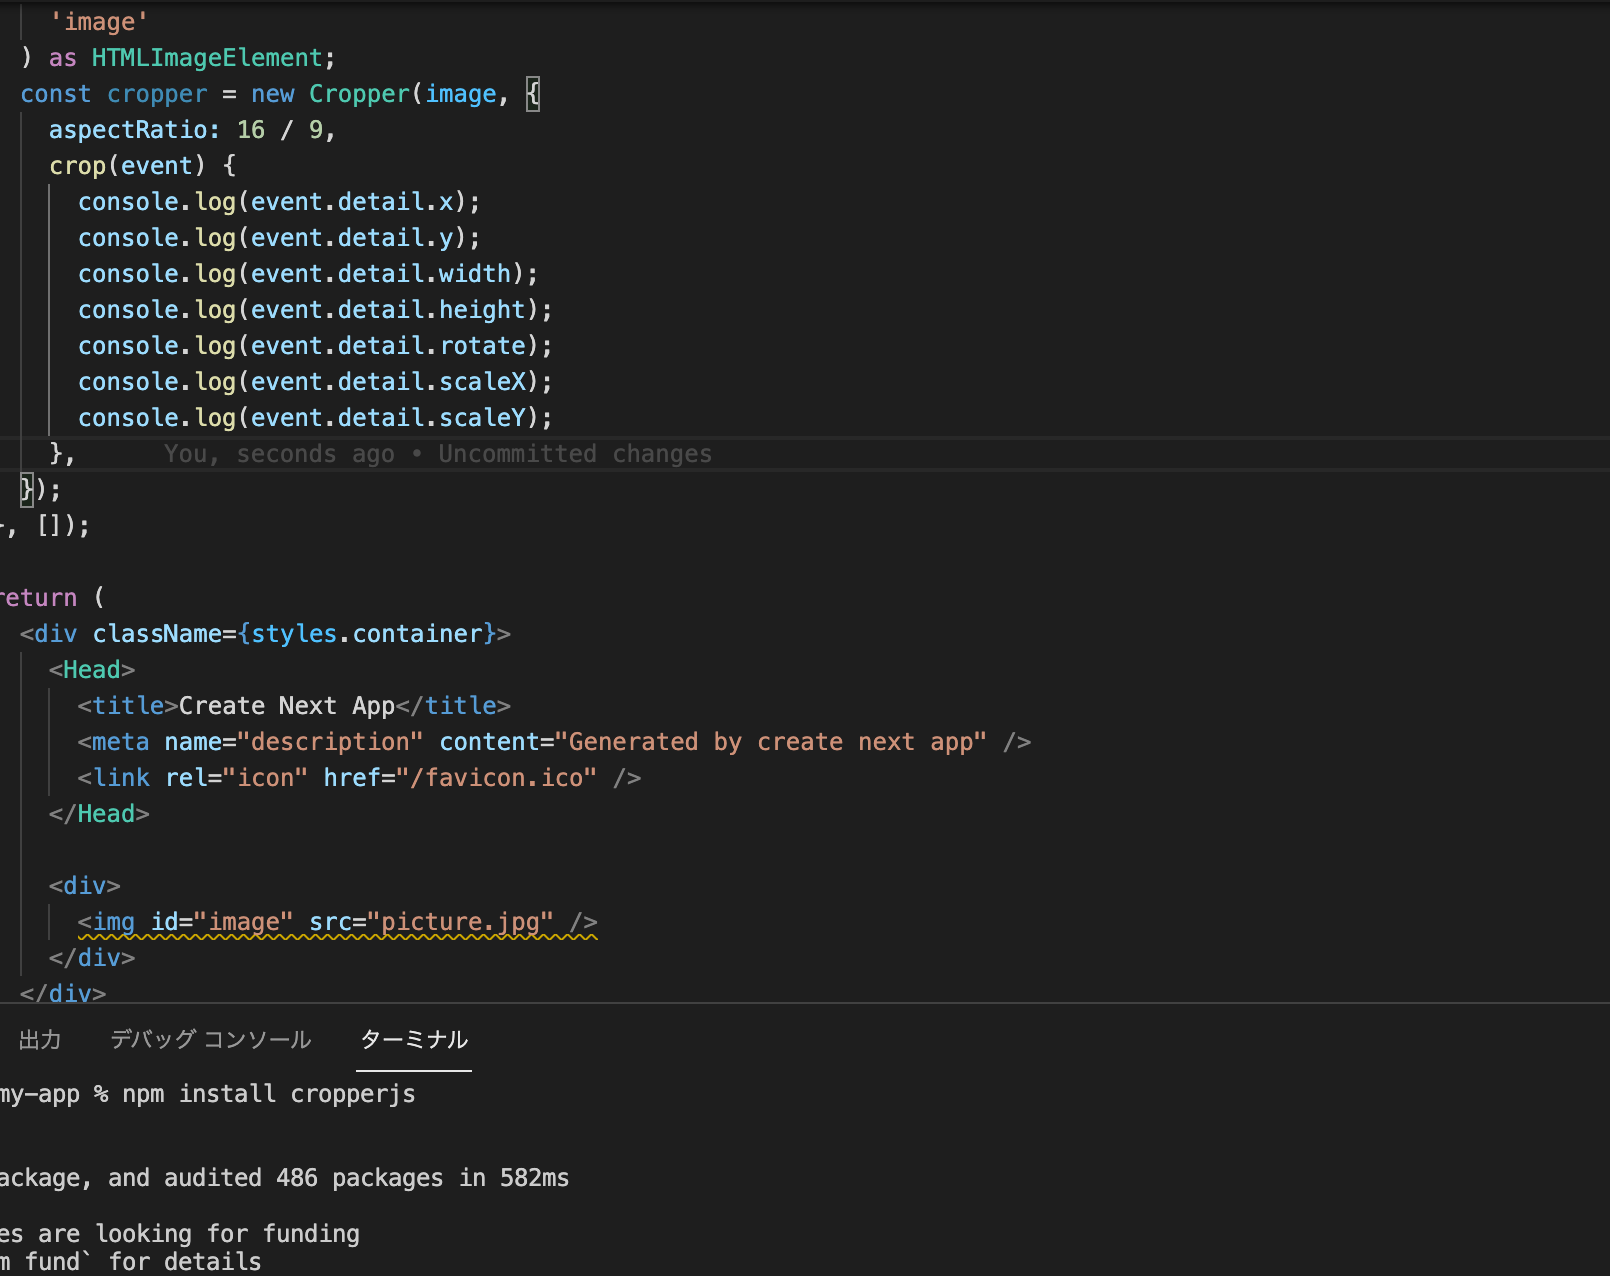 'image'
) as HTMLImageElement;
const cropper = new Cropper(image, {
aspectRatio: 16 / 9,
crop(event) {
console.log(event.detail.x);
console.log(event.detail.y);
console.log(event.detail.width);
console.log(event.detail.height);
console.log(event.detail.rotate);
console.log(event.detail.scaleX);
console.log(event.detail.scaleY);
}, You, seconds ago • Uncommitted changes
});
, []);
return (
<div className={styles.container}>
<Head>
<title>Create Next App</title>
<meta name="description" content="Generated by create next app" />
<link rel="icon" href="/favicon.ico" />
</Head>
<div>
<img id="image" src="picture.jpg" />
</div>
</div>
出力 デバッグ コンソール ターミナル
my-app % npm install cropperjs
ackage, and audited 486 packages in 582ms
es are looking for funding
m fund` for details